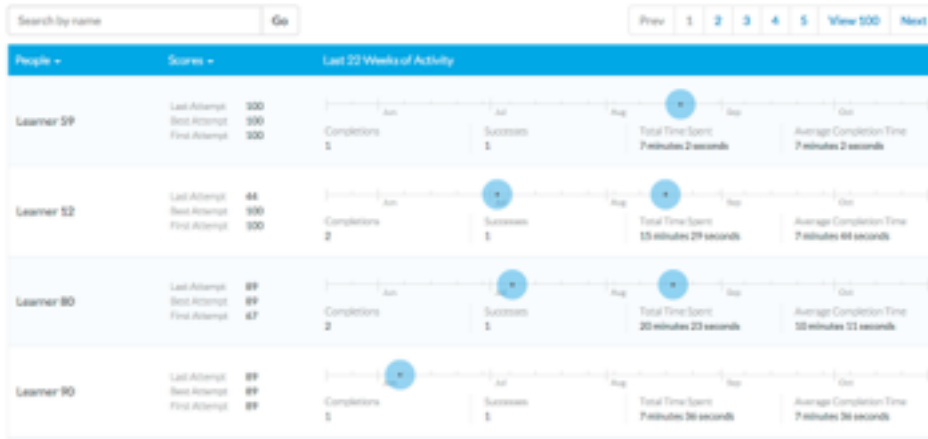 Search by name Go Prev 1 2 3 4 5 View 100 Next
People Scores Last 22 Weeks of Activity
Learner 59
Last Attempt 100
Best Attempt 100
First Attempt 100
Jun Jul Aug Sep Oct
Completions Successes Total Time Spent Average Completion Time
1 1 7 minutes 2 seconds 7 minutes 2 seconds
Learner 52
Last Attempt 44
Best Attempt 100
First Attempt 100
Jun Aug Sep Oct
Completions Successes Total Time Spent Average Completion Time
2 1 15 minutes 29 seconds 7 minutes 44 seconds
Learner 80
Last Attempt 89
Best Attempt 89
First Attempt 67
Jun Jul Aug Sep Oct
Completions Successes Total Time Spent Average Completion Time
2 1 20 minutes 23 seconds 10 minutes 11 seconds
Learner 90
Last Attempt 89
Best Attempt 89
First Attempt 89
Jul Aug Sep Oct
Completions Successes Total Time Spent Average Completion Time
1 1 7 minutes 36 seconds 7 minutes 36 seconds